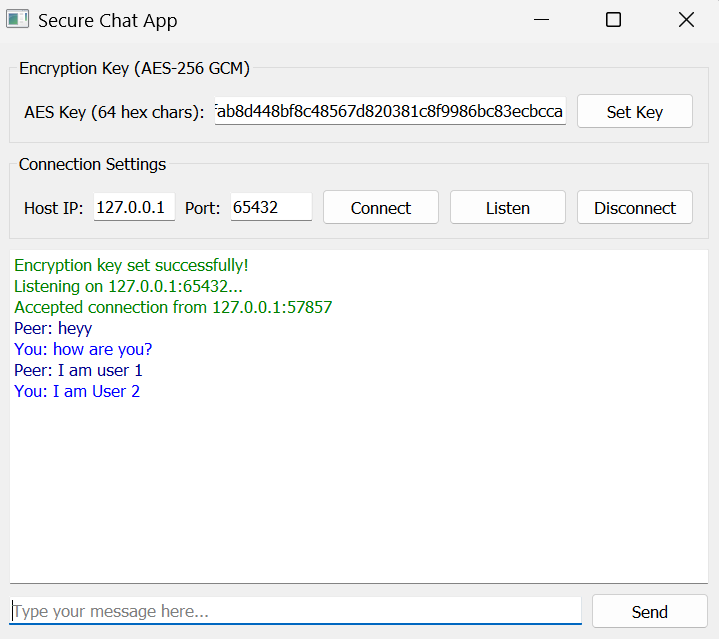 Secure Chat App
Encryption Key (AES-256 GCM)
AES Key (64 hex chars): fab8d448bf8c48567d820381c8f9986bc83ecbcca Set Key
Connection Settings
Host IP: 127.0.0.1 Port: 65432 Connect Listen Disconnect
Encryption key set successfully!
Listening on 127.0.0.1:65432...
Accepted connection from 127.0.0.1:57857
Peer: heyy
You: how are you?
Peer: I am user 1
You: I am User 2
Type your message here... Send